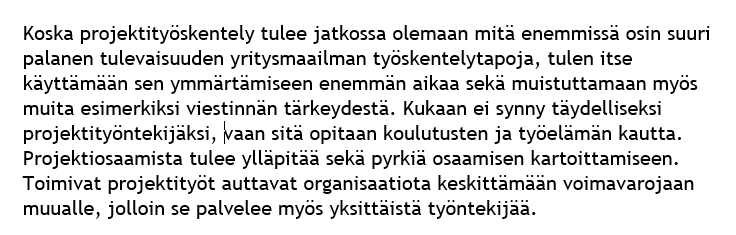 Koska projektityöskentely tulee jatkossa olemaan mitä enemmissä osin suuri
palanen tulevaisuuden yritysmaailman työskentelytapoja, tulen itse
käyttämään sen ymmärtämiseen enemmän aikaa sekä muistuttamaan myös
muita esimerkiksi viestinnän tärkeydestä. Kukaan ei synny täydelliseksi
projektityöntekijäksi, vaan sitä opitaan koulutusten ja työelämän kautta.
Projektiosaamista tulee ylläpitää sekä pyrkiä osaamisen kartoittamiseen.
Toimivat projektityöt auttavat organisaatiota keskittämään voimavarojaan
muualle, jolloin se palvelee myös yksittäistä työntekijää.